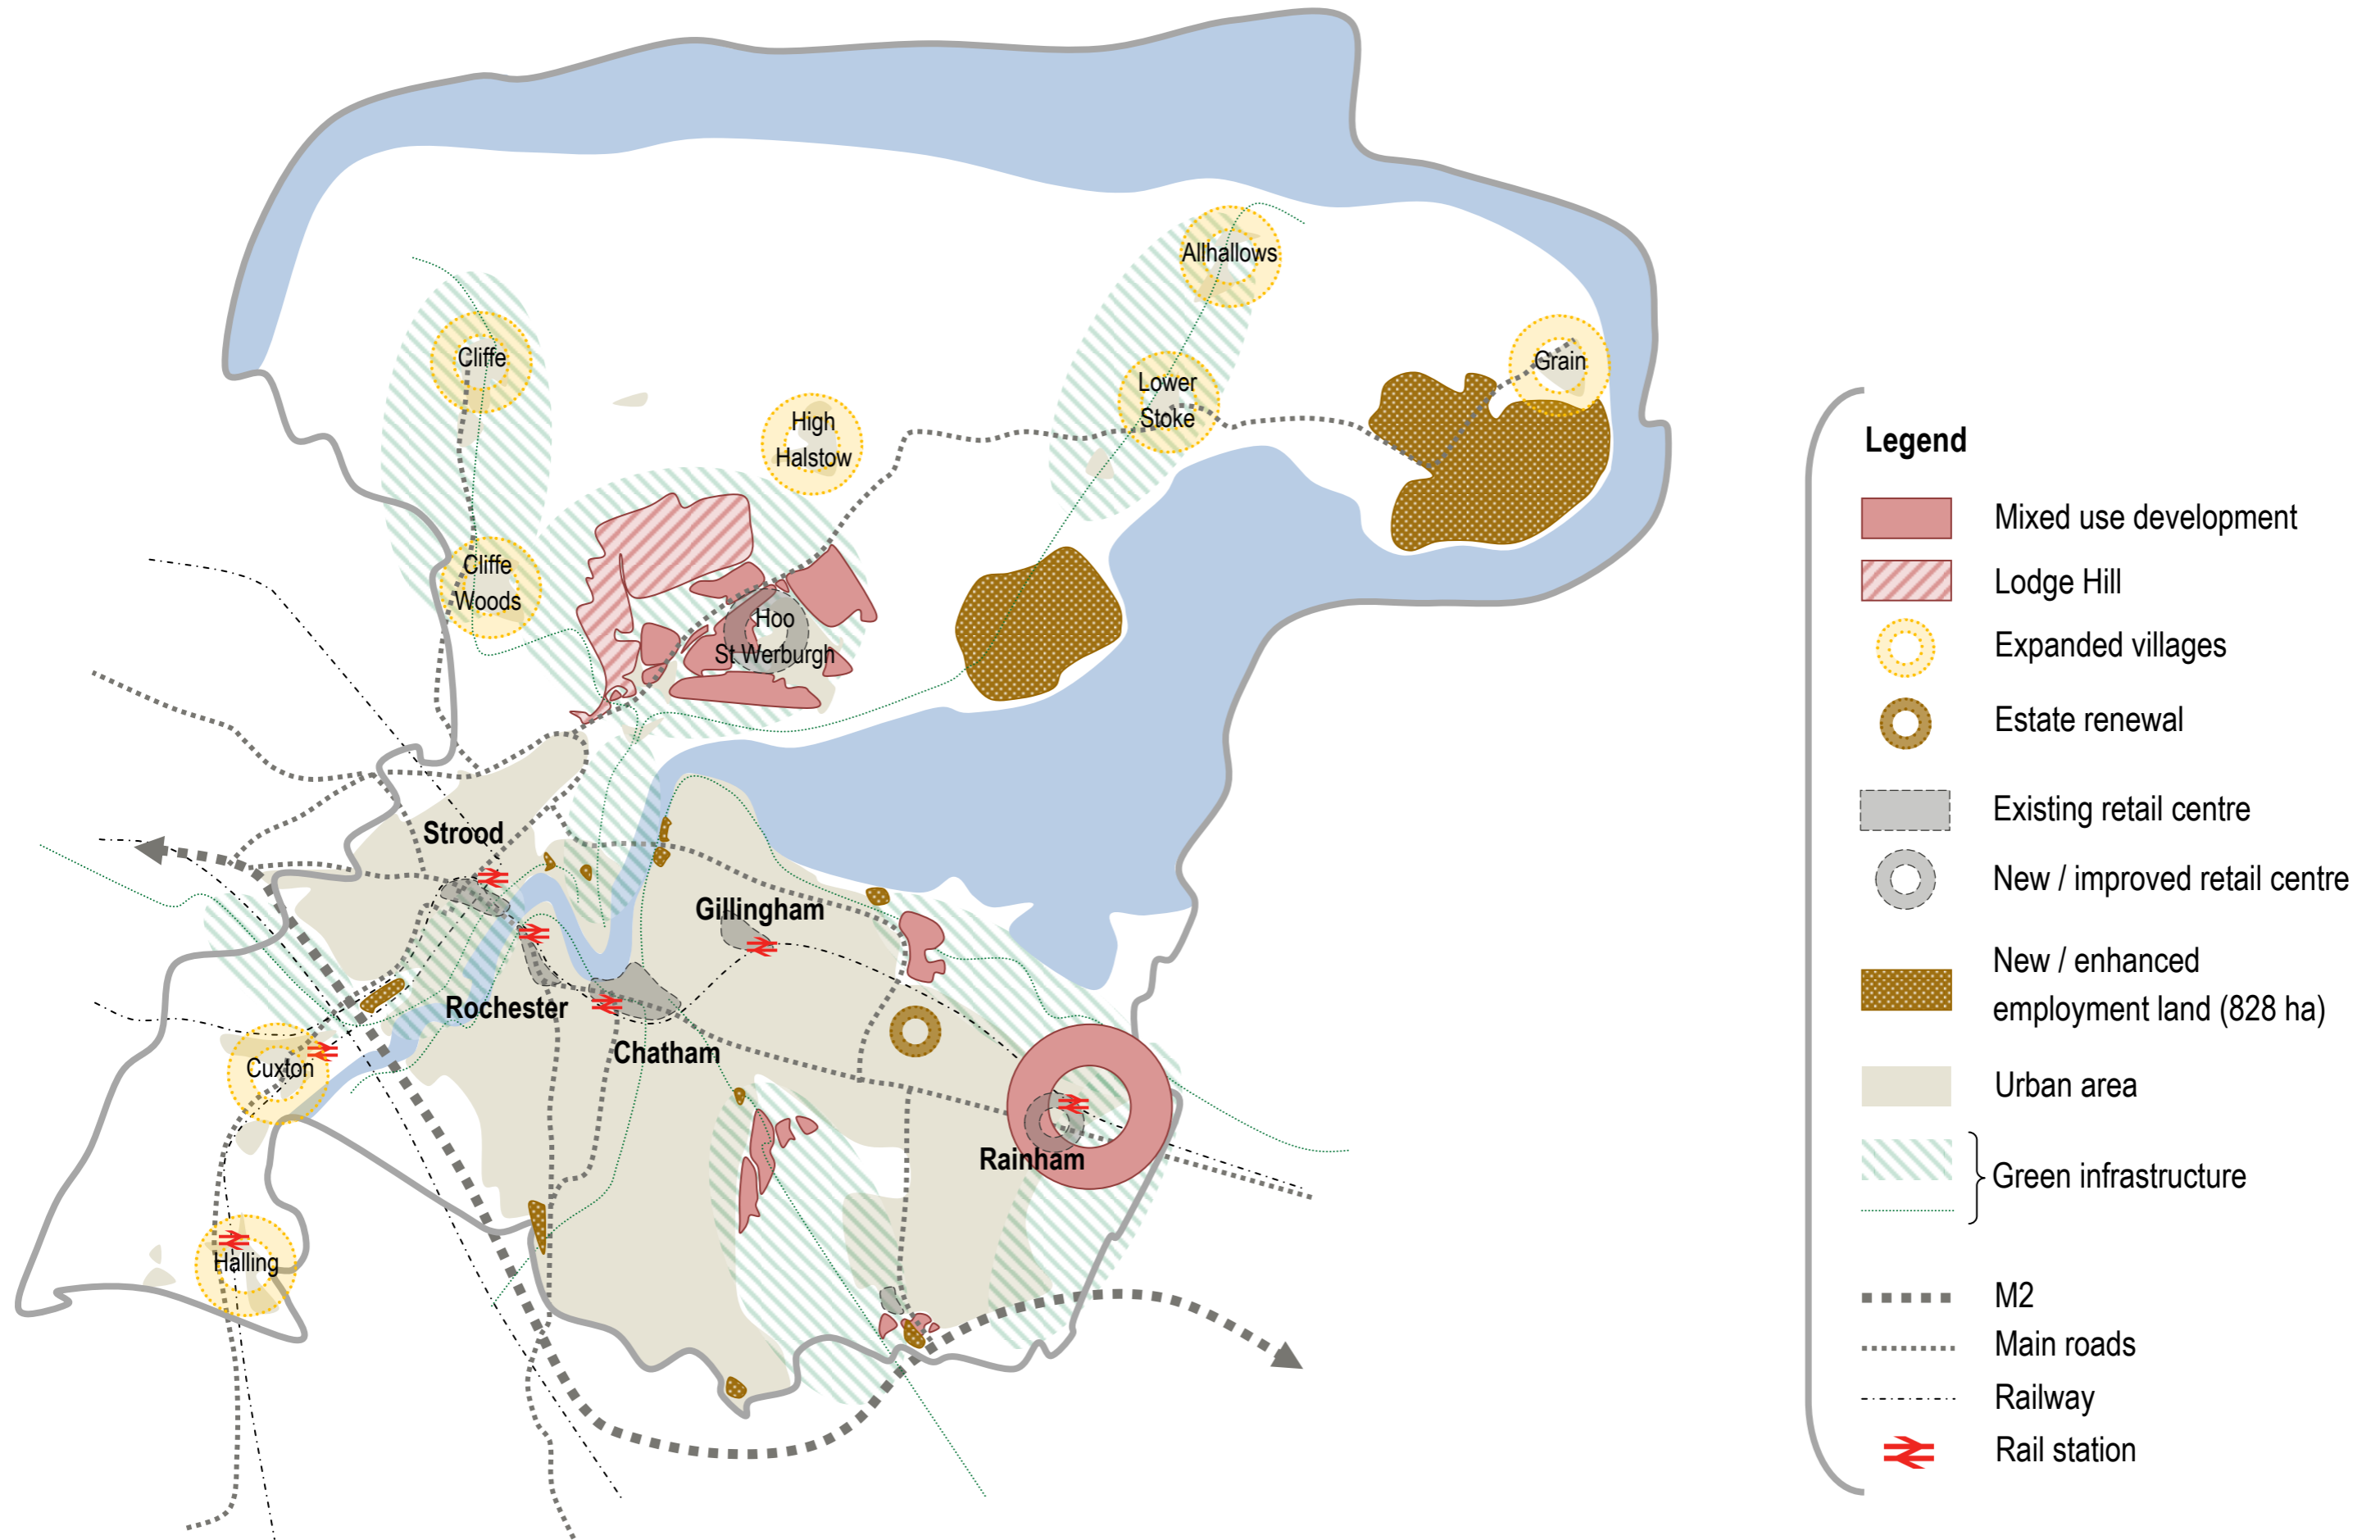 Allhallows
Cliffe
Grain
Lower
Stoke
High
Halstow
Cliffe
Woods
Hoo
St Werburgh
Strood
Gillingham
Rochester
Chatham
Cuxton
Rainham
Halling
Legend
Mixed use development
Lodge Hill
Expanded villages
Estate renewal
Existing retail centre
New / improved retail centre
New / enhanced
employment land (828 ha)
Urban area
Green infrastructure
M2
Main roads
Railway
Rail station